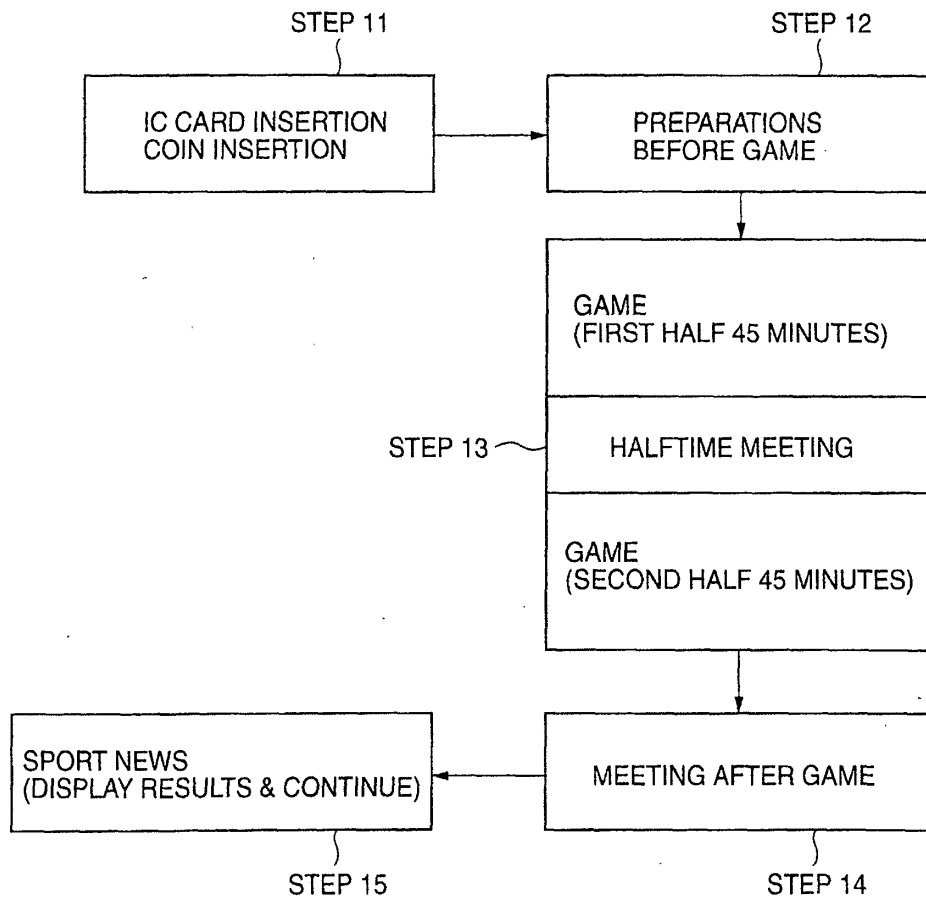 STEP 11
STEP 12
IC CARD INSERTION
COIN INSERTION
PREPARATIONS
BEFORE GAME
GAME
(FIRST HALF 45 MINUTES)
STEP 13
HALFTIME MEETING
GAME
(SECOND HALF 45 MINUTES)
SPORT NEWS
(DISPLAY RESULTS & CONTINUE)
MEETING AFTER GAME
STEP 15
STEP 14